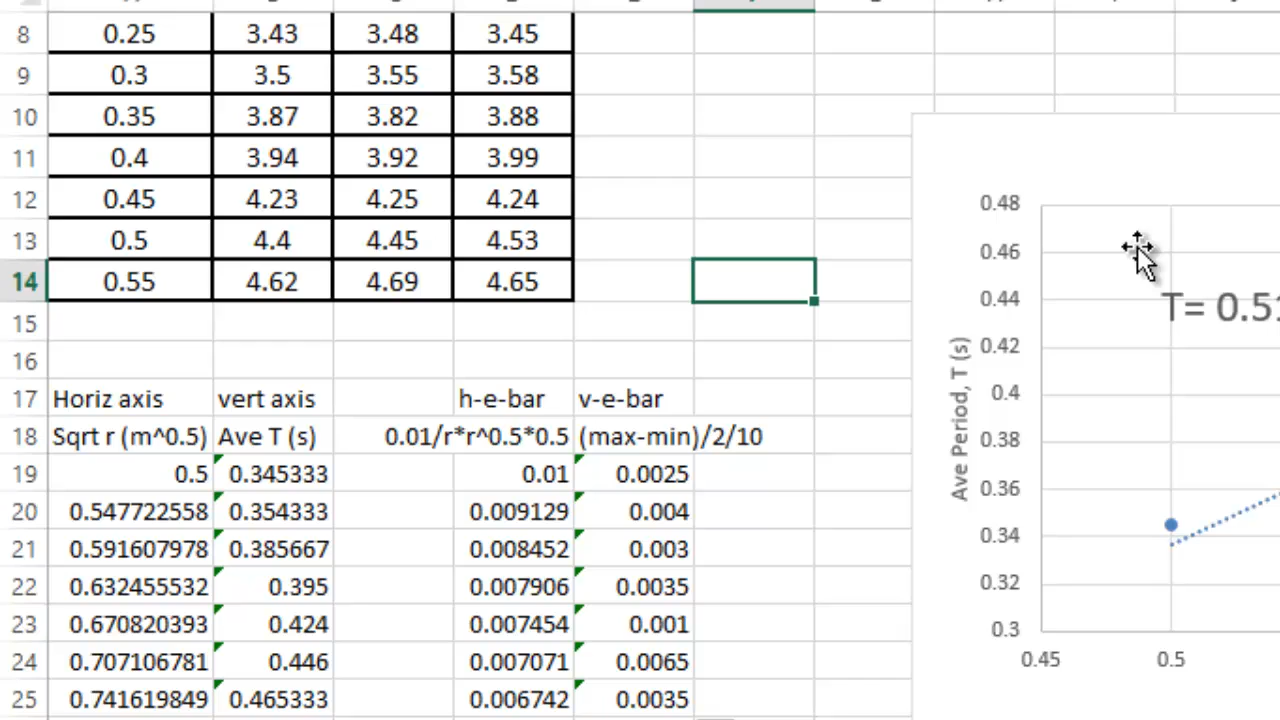 8 0.25 3.43 3.48 3.45
9 0.3 3.5 3.55 3.58
10 0.35 3.87 3.82 3.88
11 0.4 3.94 3.92 3.99
12 0.45 4.23 4.25 4.24
13 0.5 4.4 4.45 4.53
14 0.55 4.62 4.69 4.65
15
16
17 Horiz axis vert axis h-e-bar v-e-bar
18 Sqrt r (m^0.5) Ave T (s) 0.01/r*r^0.5*0.5 (max-min)/2/10
19 0.5 0.345333 0.01 0.0025
20 0.547722558 0.354333 0.009129 0.004
21 0.591607978 0.385667 0.008452 0.003
22 0.632455532 0.395 0.007906 0.0035
23 0.670820393 0.424 0.007454 0.001
24 0.707106781 0.446 0.007071 0.0065
25 0.741619849 0.465333 0.006742 0.0035
0.48
0.46
0.44
T= 0.51
0.42
0.4
0.38
0.36
0.34
0.32
0.3
Ave Period, T (s)
0.45 0.5